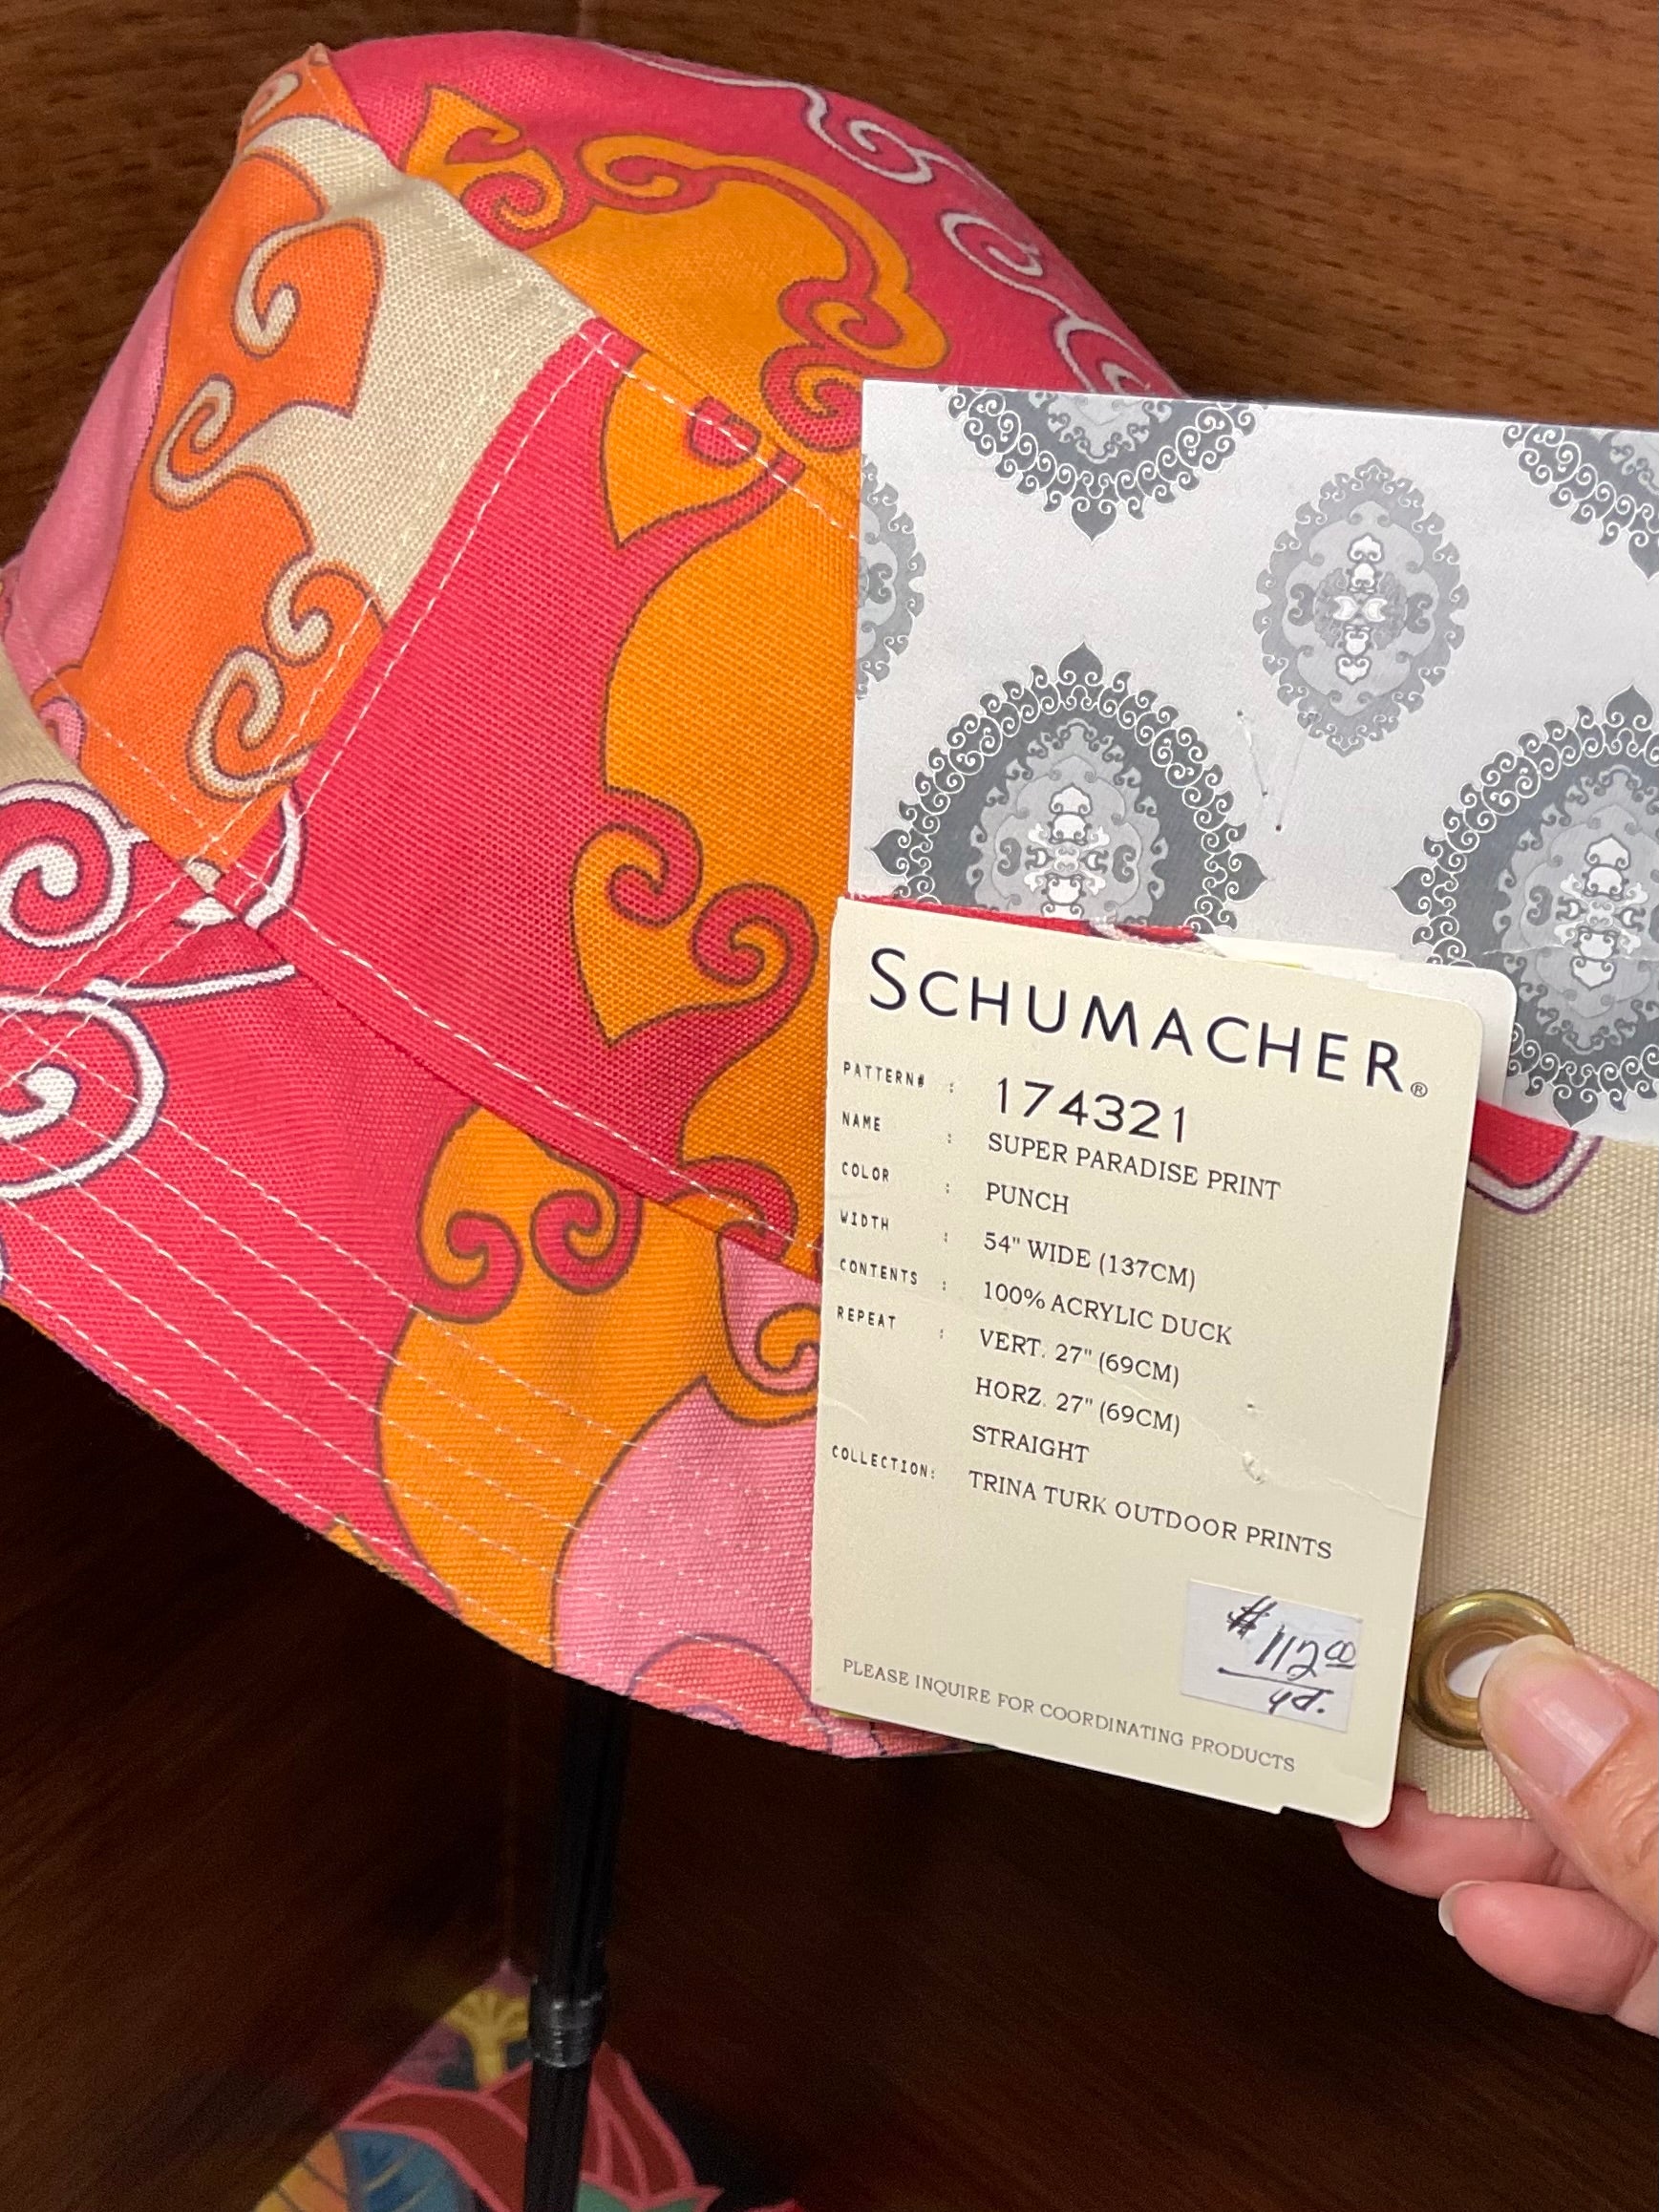 SCHUMACHER®
PATTERN# : 174321
NAME : SUPER PARADISE PRINT
COLOR : PUNCH
WIDTH : 54" WIDE (137CM)
CONTENTS : 100% ACRYLIC DUCK
REPEAT : VERT. 27" (69CM)
HORZ. 27" (69CM)
STRAIGHT
COLLECTION: TRINA TURK OUTDOOR PRINTS
$112.00
yd.
PLEASE INQUIRE FOR COORDINATING PRODUCTS